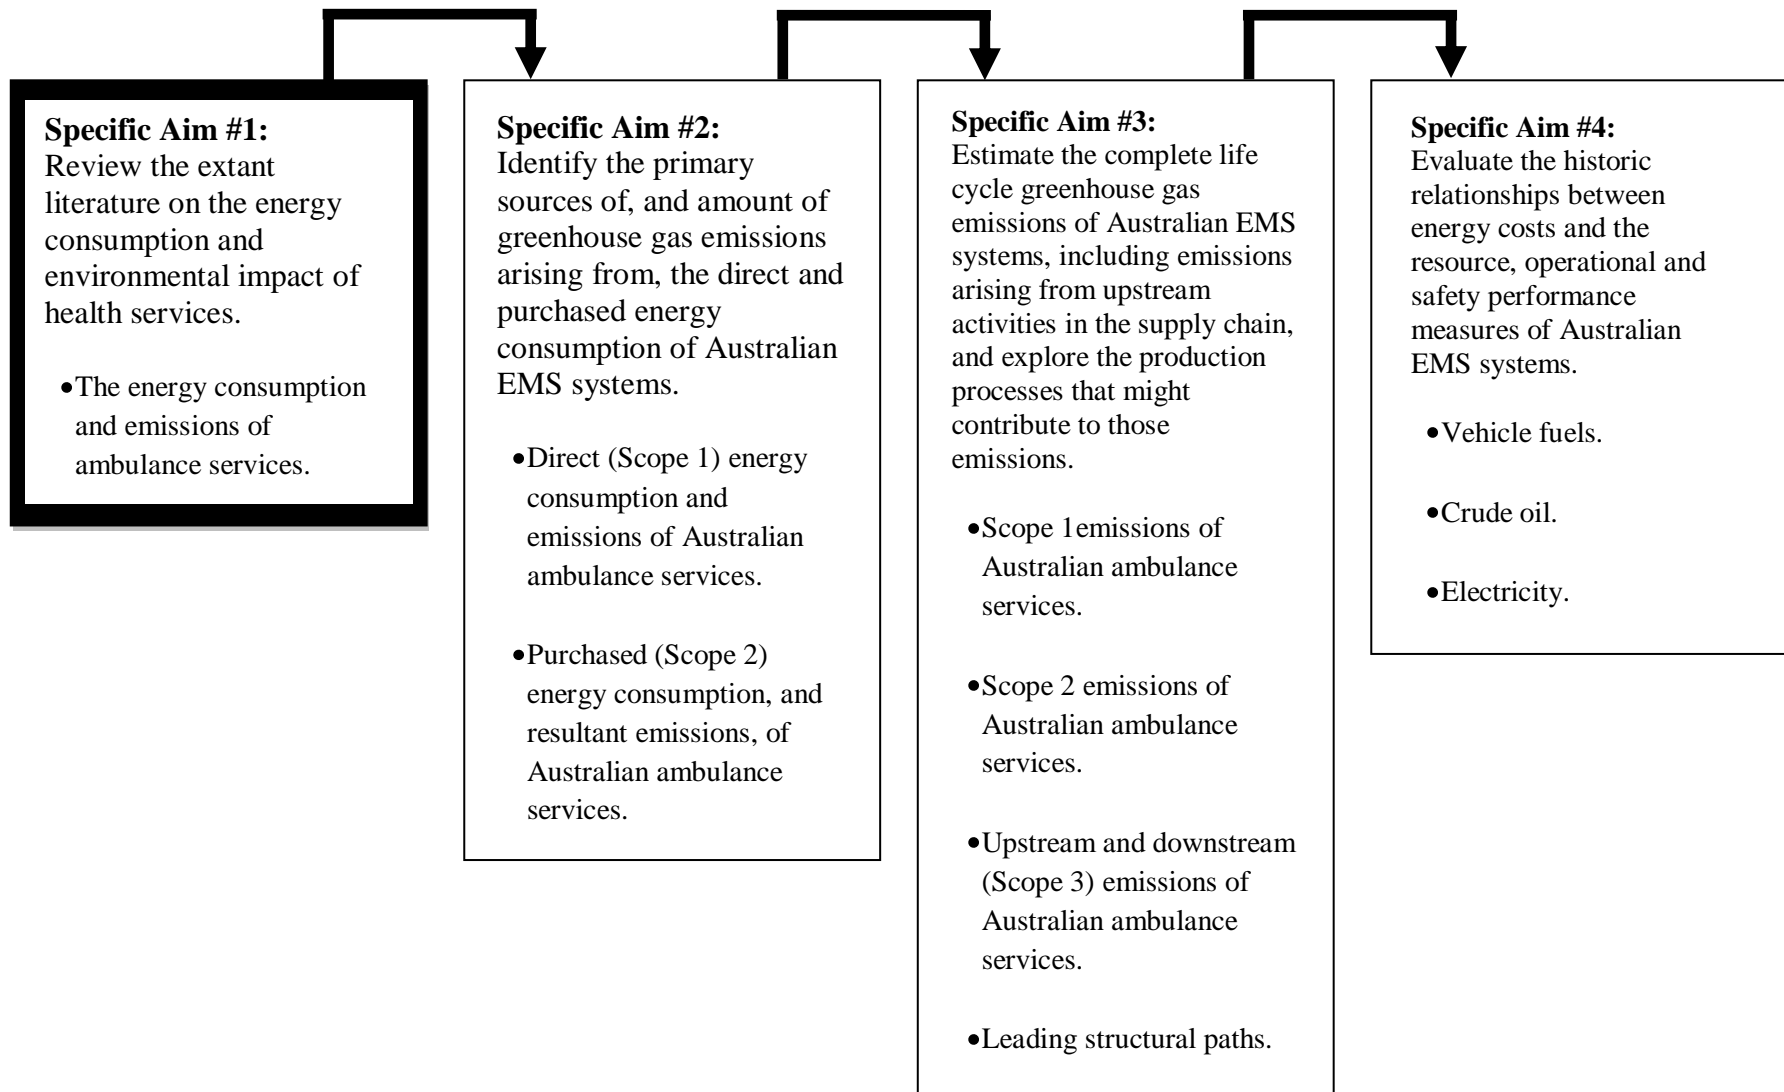 Specific Aim #1:
Review the extant
literature on the energy
consumption and
environmental impact of
health services.
•The energy consumption
and emissions of
ambulance services.
Specific Aim #2:
Identify the primary
sources of, and amount of
greenhouse gas emissions
arising from, the direct and
purchased energy
consumption of Australian
EMS systems.
•Direct (Scope 1) energy
consumption and
emissions of Australian
ambulance services.
•Purchased (Scope 2)
energy consumption, and
resultant emissions, of
Australian ambulance
services.
Specific Aim #3:
Estimate the complete life
cycle greenhouse gas
emissions of Australian EMS
systems, including emissions
arising from upstream
activities in the supply chain,
and explore the production
processes that might
contribute to those
emissions.
•Scope 1emissions of
Australian ambulance
services.
•Scope 2 emissions of
Australian ambulance
services.
•Upstream and downstream
(Scope 3) emissions of
Australian ambulance
services.
•Leading structural paths.
Specific Aim #4:
Evaluate the historic
relationships between
energy costs and the
resource, operational and
safety performance
measures of Australian
EMS systems.
•Vehicle fuels.
•Crude oil.
•Electricity.